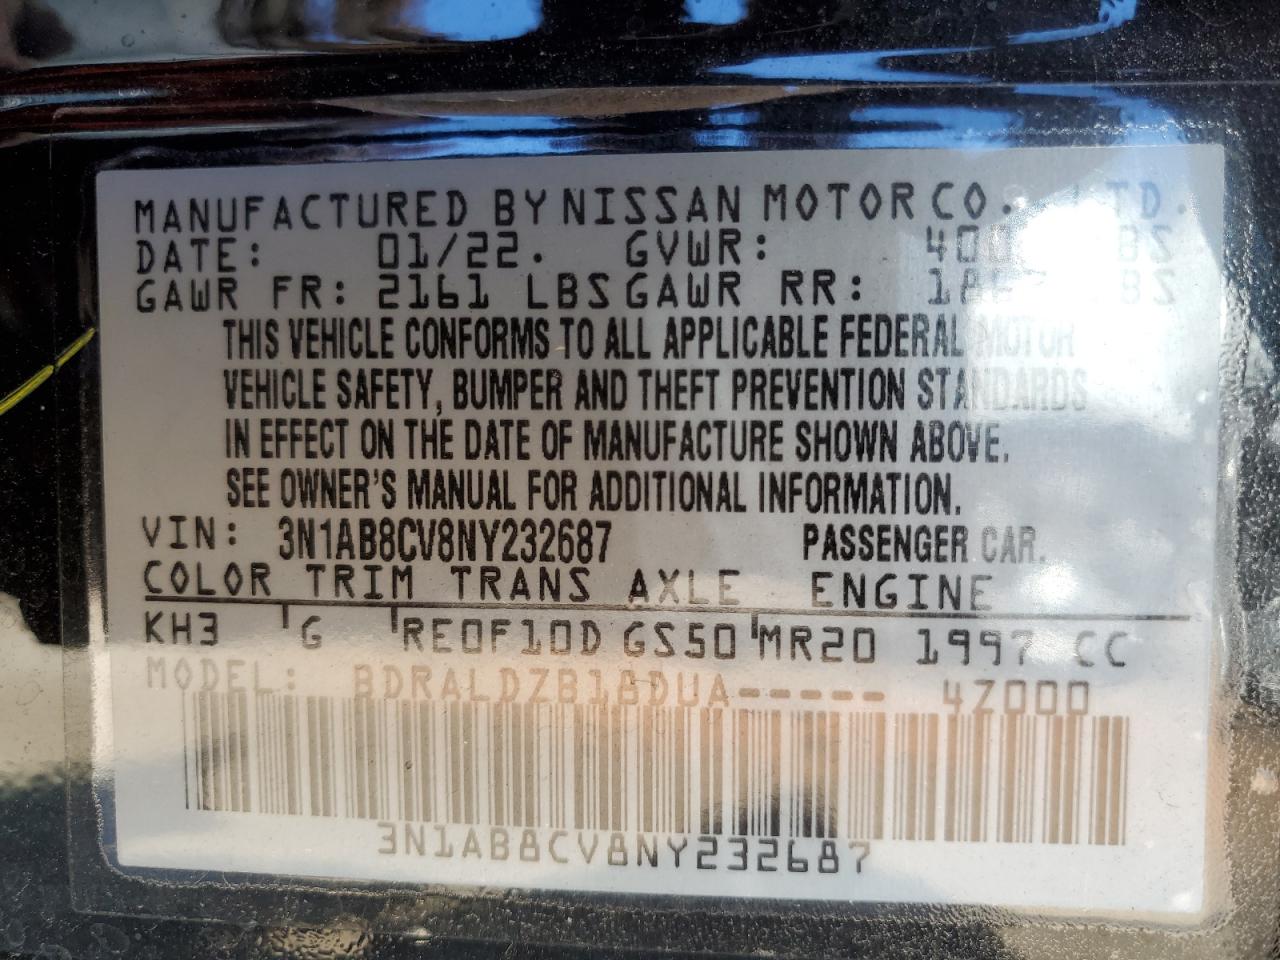 MANUFACTURED BY NISSAN MOTOR CO., LTD.
DATE: 01/22. GVWR:
GAWR FR: 2161 LBS GAWR RR:
THIS VEHICLE CONFORMS TO ALL APPLICABLE FEDERAL MOTOR
VEHICLE SAFETY, BUMPER AND THEFT PREVENTION STANDARDS
IN EFFECT ON THE DATE OF MANUFACTURE SHOWN ABOVE.
SEE OWNER'S MANUAL FOR ADDITIONAL INFORMATION.
VIN: 3N1AB8CV8NY232687 PASSENGER CAR.
COLOR TRIM TRANS AXLE ENGINE
KH3 G RE0F10D GS50 MR20 1997 CC
MODEL: BDRALDZB18DUA----- 4Z000
3N1AB8CV8NY232687